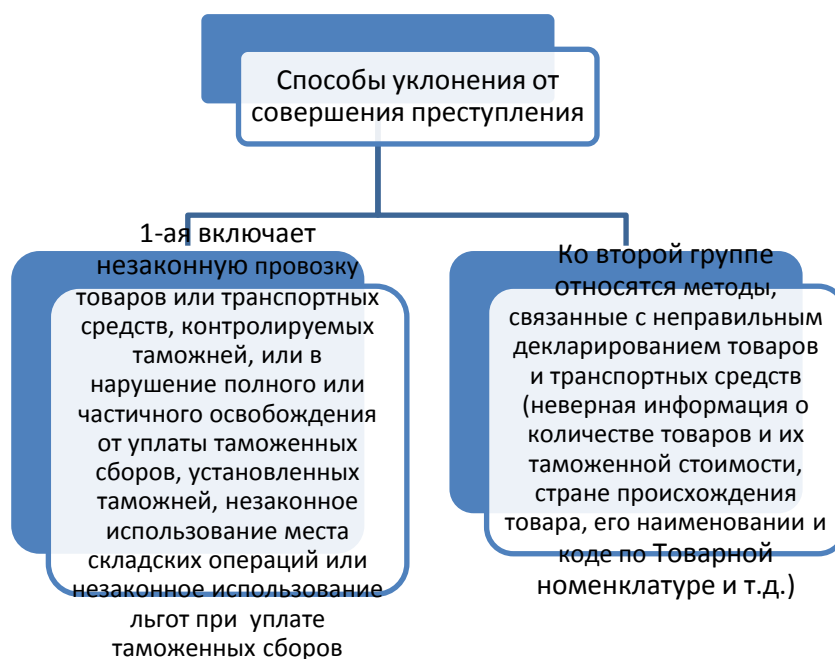 Способы уклонения от
совершения преступления
1-ая включает
незаконную провозку
товаров или транспортных
средств, контролируемых
таможней, или в
нарушение полного или
частичного освобождения
от уплаты таможенных
сборов, установленных
таможней, незаконное
использование места
складских операций или
незаконное использование
льгот при уплате
таможенных сборов
Ко второй группе
относятся методы,
связанные с неправильным
декларированием товаров
и транспортных средств
(неверная информация о
количестве товаров и их
таможенной стоимости,
стране происхождения
товара, его наименовании и
коде по Товарной
номенклатуре и т.д.)